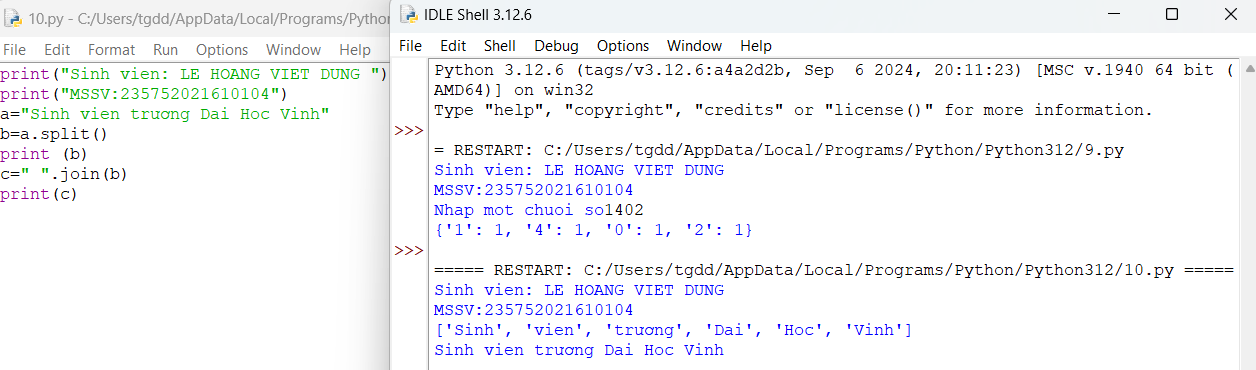 10.py - C:/Users/tgdd/AppData/Local/Programs/Python
File Edit Format Run Options Window Help
print("Sinh vien: LE HOANG VIET DUNG ")
print("MSSV:235752021610104")
a="Sinh vien trương Dai Hoc Vinh"
b=a.split()
print (b)
c=" ".join(b)
print(c)
IDLE Shell 3.12.6
File Edit Shell Debug Options Window Help
Python 3.12.6 (tags/v3.12.6:a4a2d2b, Sep  6 2024, 20:11:23) [MSC v.1940 64 bit (
AMD64)] on win32
Type "help", "copyright", "credits" or "license()" for more information.
>>>
= RESTART: C:/Users/tgdd/AppData/Local/Programs/Python/Python312/9.py
Sinh vien: LE HOANG VIET DUNG
MSSV:235752021610104
Nhap mot chuoi so1402
{'1': 1, '4': 1, '0': 1, '2': 1}
>>>
===== RESTART: C:/Users/tgdd/AppData/Local/Programs/Python/Python312/10.py =====
Sinh vien: LE HOANG VIET DUNG
MSSV:235752021610104
['Sinh', 'vien', 'trương', 'Dai', 'Hoc', 'Vinh']
Sinh vien trương Dai Hoc Vinh